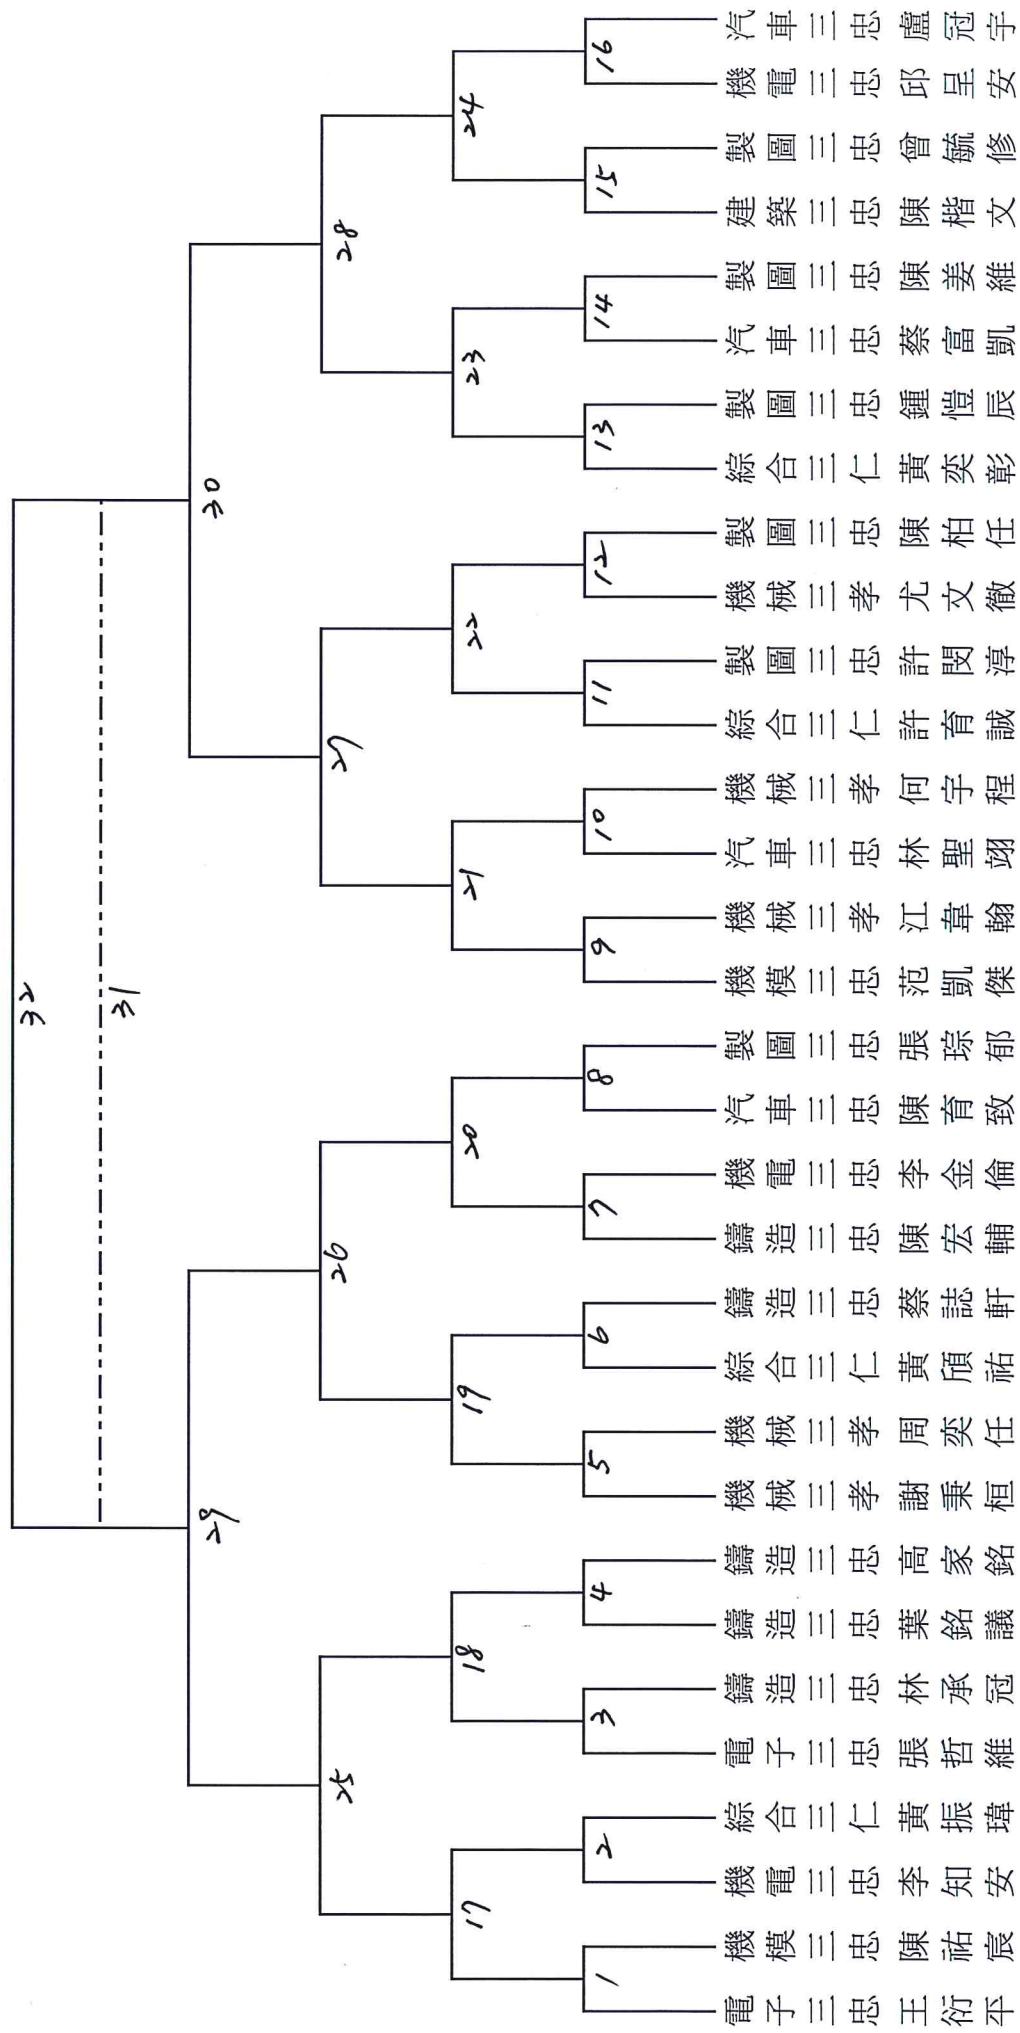 32
31
29
30
25
26
27
28
17
18
19
20
21
22
23
24
1
2
3
4
5
6
7
8
9
10
11
12
13
14
15
16
電子三忠王衍平
機模三忠陳祐宸
機電三忠李知安
綜合三仁黃振瑋
電子三忠張哲維
鑄造三忠林承冠
鑄造三忠葉銘議
鑄造三忠高家銘
機械三孝謝秉桓
機械三孝周奕任
綜合三仁黃頎祐
鑄造三忠蔡誌軒
鑄造三忠陳宏輔
機電三忠李金倫
汽車三忠陳育致
製圖三忠張琮郁
機模三忠范凱傑
機械三孝江韋翰
汽車三忠林聖翊
機械三孝何宇程
綜合三仁許育誠
製圖三忠許閔淳
機械三孝尤文徹
製圖三忠陳柏任
綜合三仁黃奕彰
製圖三忠鍾愷辰
汽車三忠蔡富凱
製圖三忠陳姜維
建築三忠陳楷文
製圖三忠曾毓修
機電三忠邱呈安
汽車三忠盧冠宇